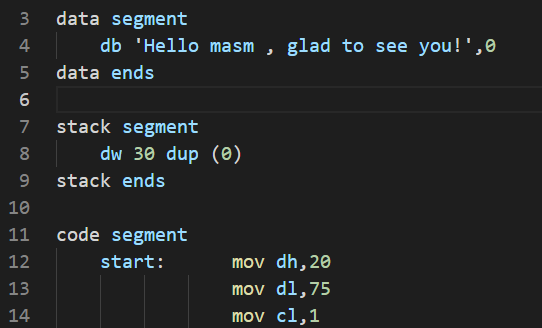 3 data segment
4 db 'Hello masm , glad to see you!',0
5 data ends
6
7 stack segment
8 dw 30 dup (0)
9 stack ends
10
11 code segment
12 start: mov dh,20
13 mov dl,75
14 mov cl,1